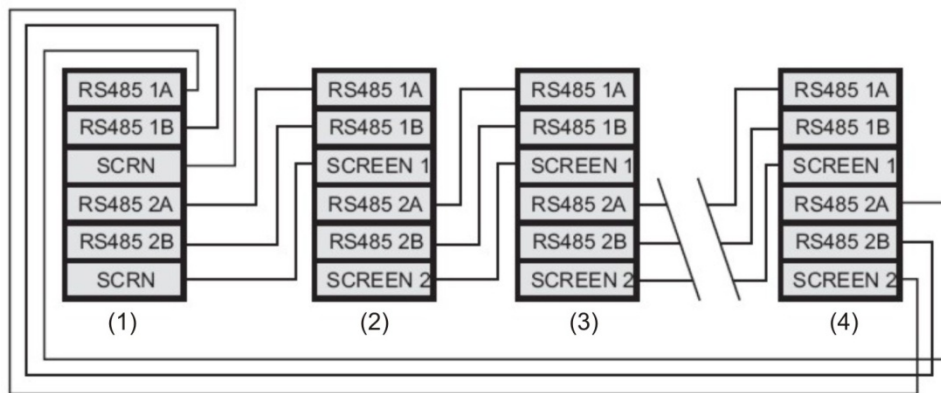 RS485 1A
RS485 1B
SCRN
RS485 2A
RS485 2B
SCRN
(1)
RS485 1A
RS485 1B
SCREEN 1
RS485 2A
RS485 2B
SCREEN 2
(2)
RS485 1A
RS485 1B
SCREEN 1
RS485 2A
RS485 2B
SCREEN 2
(3)
RS485 1A
RS485 1B
SCREEN 1
RS485 2A
RS485 2B
SCREEN 2
(4)